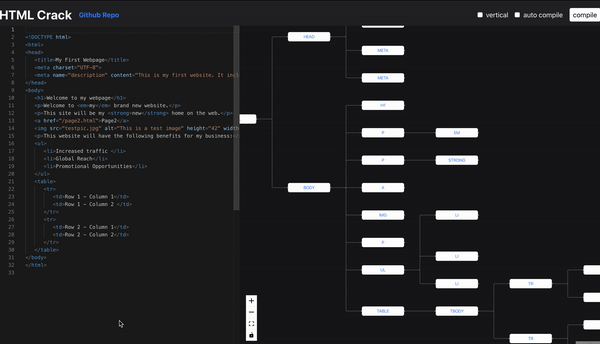 HTML Crack Github Repo
vertical auto compile compile
1
2 <!DOCTYPE html>
3 <html>
4 <head>
5 <title>My First Webpage</title>
6 <meta charset="UTF-8">
7 <meta name="description" content="This is my first website. It inc
8 </head>
9 <body>
10 <h1>Welcome to my webpage</h1>
11 <p>Welcome to <em>my</em> brand new website.</p>
12 <p>This site will be my <strong>new</strong> home on the web.</p>
13 <a href="/page2.html">Page2</a>
14 <img src="testpic.jpg" alt="This is a test image" height="42" width
15 <p>This website will have the following benefits for my business:</
16 <ul>
17 <li>Increased traffic </li>
18 <li>Global Reach</li>
19 <li>Promotional Opportunities</li>
20 </ul>
21 <table>
22 <tr>
23 <td>Row 1 - Column 1</td>
24 <td>Row 1 - Column 2 </td>
25 </tr>
26 <tr>
27 <td>Row 2 - Column 1</td>
28 <td>Row 2 - Column 2</td>
29 </tr>
30 </table>
31 </body>
32 </html>
33
HEAD
META
META
P EM
P STRONG
BODY A
IMG LI
P
LI
UL
LI TR
TABLE TBODY
TR